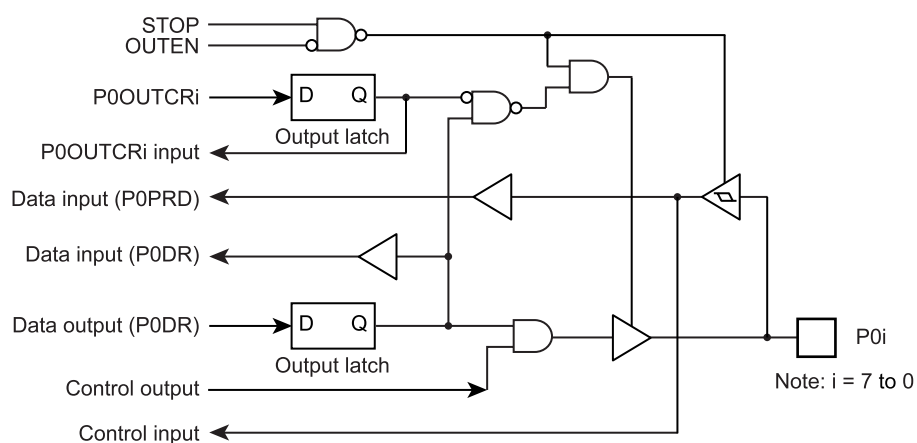 STOP
OUTEN
P0OUTCRi
D Q
Output latch
P0OUTCRi input
Data input (P0PRD)
Data input (P0DR)
Data output (P0DR)
D Q
Output latch
P0i
Note: i = 7 to 0
Control output
Control input